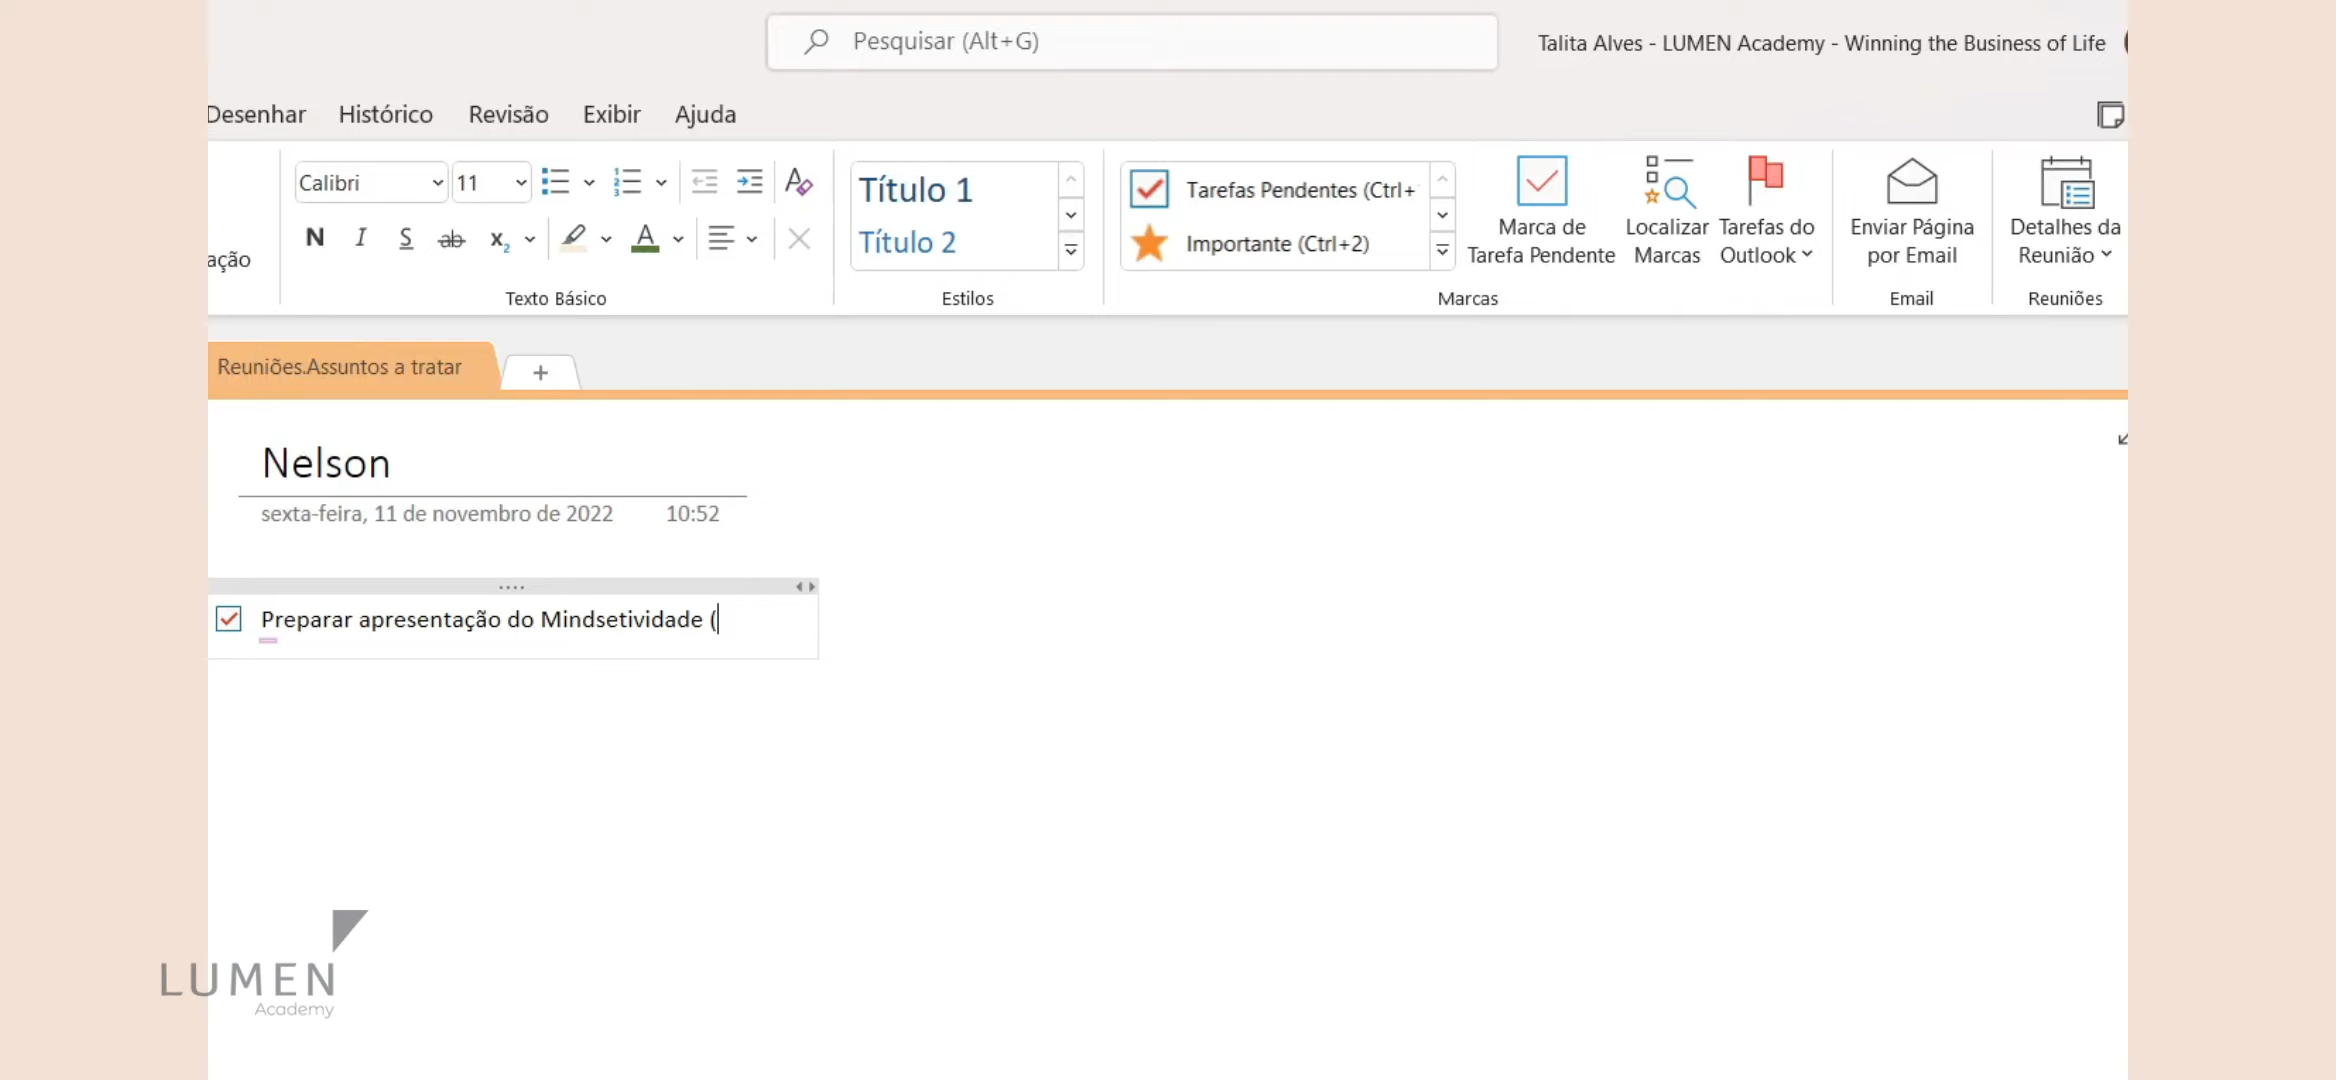 Pesquisar (Alt+G)
Talita Alves - LUMEN Academy - Winning the Business of Life
Desenhar Histórico Revisão Exibir Ajuda
ação
Calibri 11
N I S ab x₂ A
Texto Básico
Título 1
Título 2
Estilos
Tarefas Pendentes (Ctrl+
Importante (Ctrl+2)
Marca de
Tarefa Pendente
Localizar
Marcas
Tarefas do
Outlook
Marcas
Enviar Página
por Email
Email
Detalhes da
Reunião
Reuniões
Reuniões.Assuntos a tratar +
Nelson
sexta-feira, 11 de novembro de 2022 10:52
Preparar apresentação do Mindsetividade (
LUMEN
Academy